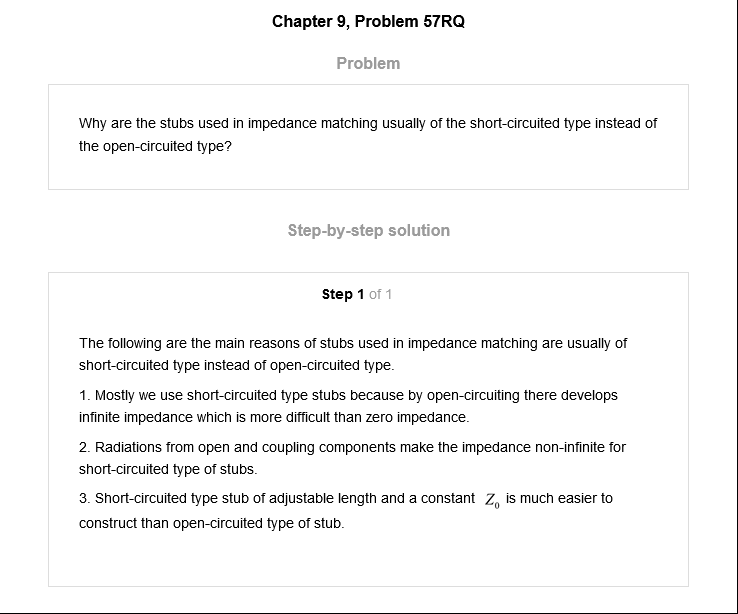 Chapter 9, Problem 57RQ
Problem
Why are the stubs used in impedance matching usually of the short-circuited type instead of
the open-circuited type?
Step-by-step solution
Step 1 of 1
The following are the main reasons of stubs used in impedance matching are usually of
short-circuited type instead of open-circuited type.
1. Mostly we use short-circuited type stubs because by open-circuiting there develops
infinite impedance which is more difficult than zero impedance.
2. Radiations from open and coupling components make the impedance non-infinite for
short-circuited type of stubs.
3. Short-circuited type stub of adjustable length and a constant Z₀ is much easier to
construct than open-circuited type of stub.